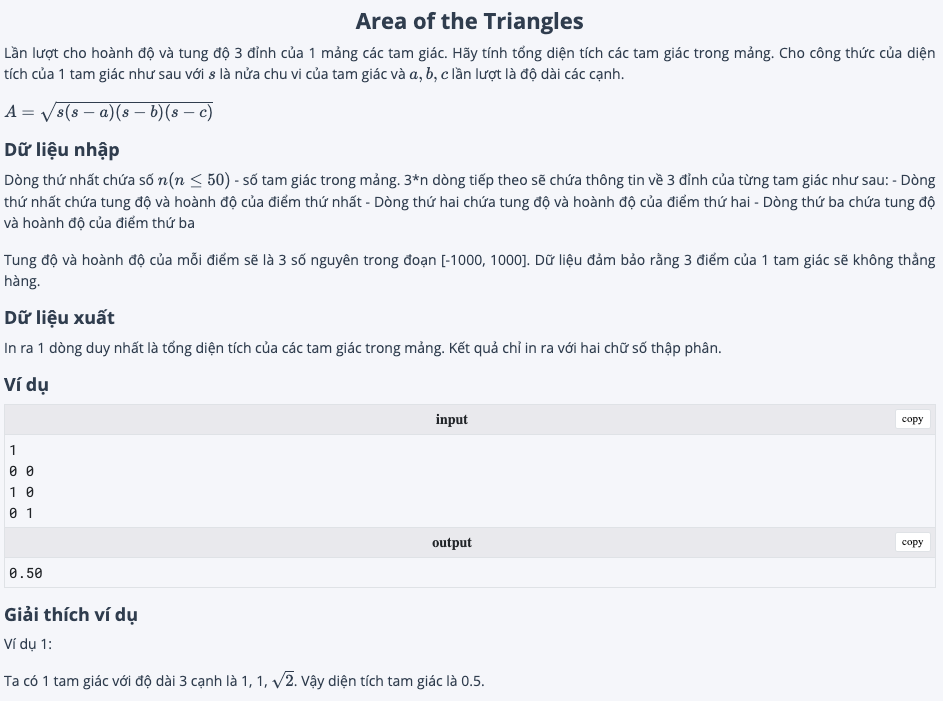 Area of the Triangles
Lần lượt cho hoành độ và tung độ 3 đỉnh của 1 mảng các tam giác. Hãy tính tổng diện tích các tam giác trong mảng. Cho công thức của diện
tích của 1 tam giác như sau với s là nửa chu vi của tam giác và a, b, c lần lượt là độ dài các cạnh.
A = √s(s − a)(s − b)(s − c)
Dữ liệu nhập
Dòng thứ nhất chứa số n(n ≤ 50) - số tam giác trong mảng. 3*n dòng tiếp theo sẽ chứa thông tin về 3 đỉnh của từng tam giác như sau: - Dòng
thứ nhất chứa tung độ và hoành độ của điểm thứ nhất - Dòng thứ hai chứa tung độ và hoành độ của điểm thứ hai - Dòng thứ ba chứa tung độ
và hoành độ của điểm thứ ba
Tung độ và hoành độ của mỗi điểm sẽ là 3 số nguyên trong đoạn [-1000, 1000]. Dữ liệu đảm bảo rằng 3 điểm của 1 tam giác sẽ không thẳng
hàng.
Dữ liệu xuất
In ra 1 dòng duy nhất là tổng diện tích của các tam giác trong mảng. Kết quả chỉ in ra với hai chữ số thập phân.
Ví dụ
input copy
1
0 0
1 0
0 1
output copy
0.50
Giải thích ví dụ
Ví dụ 1:
Ta có 1 tam giác với độ dài 3 cạnh là 1, 1, √2. Vậy diện tích tam giác là 0.5.